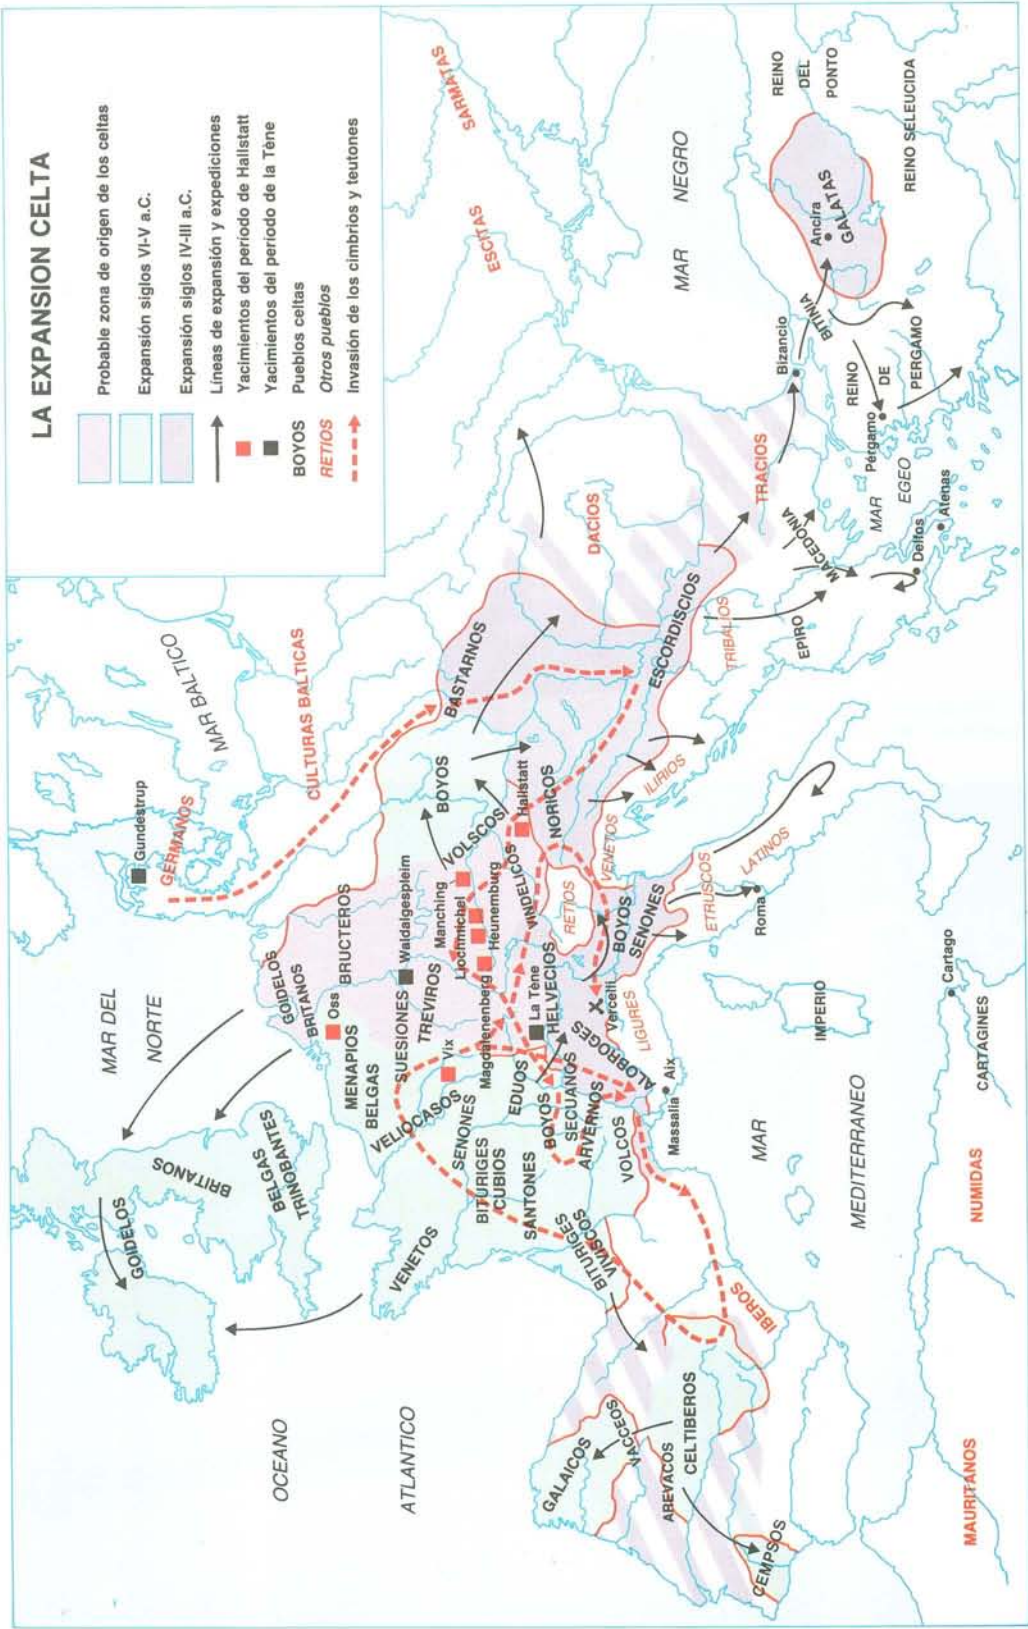 LA EXPANSION CELTA
Probable zona de origen de los celtas
Expansión siglos VI-V a.C.
Expansión siglos IV-III a.C.
Líneas de expansión y expediciones
Yacimientos del periodo de Hallstatt
Yacimientos del periodo de la Tène
BOYOS
Pueblos celtas
RETIOS
Otros pueblos
Invasión de los cimbrios y teutones
MAR DEL
NORTE
MAR BALTICO
OCEANO
ATLANTICO
MAR
NEGRO
MAR
MEDITERRANEO
MAR
EGEO
GOIDELOS
BRITANOS
BELGAS
TRINOBANTES
Gundestrup
GERMANOS
CULTURAS BALTICAS
SARMATAS
ESCITAS
GOIDELOS
BRITANOS
BRUCTEROS
Oss
MENAPIOS
BELGAS
SUESIONES
Waldalgesplein
TREVIROS
VELIOCASOS
Vix
Manching
Liochmichel
Heunemburg
Magdalenenberg
VOLSCOS
BOYOS
BASTARNOS
Hallstatt
VINDELICOS
NORICOS
La Tène
HELVECIOS
RETIOS
VENETOS
SENONES
BITURIGES
CUBIOS
EDUOS
BOYOS
SECUANOS
ARVERNOS
SANTONES
VENETOS
BITURIGES
VIVISCOS
VOLCOS
ALOBROGES
Vercelli
BOYOS
SENONES
LIGURES
Aix
Massalia
ETRUSCOS
LATINOS
Roma
ILIRIOS
ESCORDISCIOS
DACIOS
TRIBALIOS
TRACIOS
MACEDONIA
EPIRO
Delfos
Atenas
Bizancio
BITINIA
Ancira
GALATAS
REINO
DEL
PONTO
REINO SELEUCIDA
REINO
DE
PERGAMO
Pérgamo
IBEROS
GALAICOS
VACCEOS
AREVACOS
CELTIBEROS
CEMPSOS
IMPERIO
Cartago
CARTAGINES
NUMIDAS
MAURITANOS